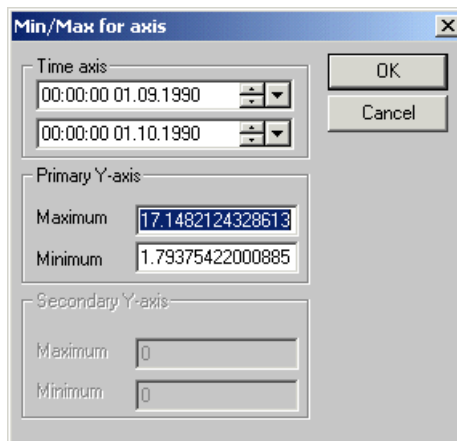 Min/Max for axis
Time axis
00:00:00 01.09.1990
00:00:00 01.10.1990
OK
Cancel
Primary Y-axis
Maximum 17.1482124328613
Minimum 1.79375422000885
Secondary Y-axis
Maximum 0
Minimum 0